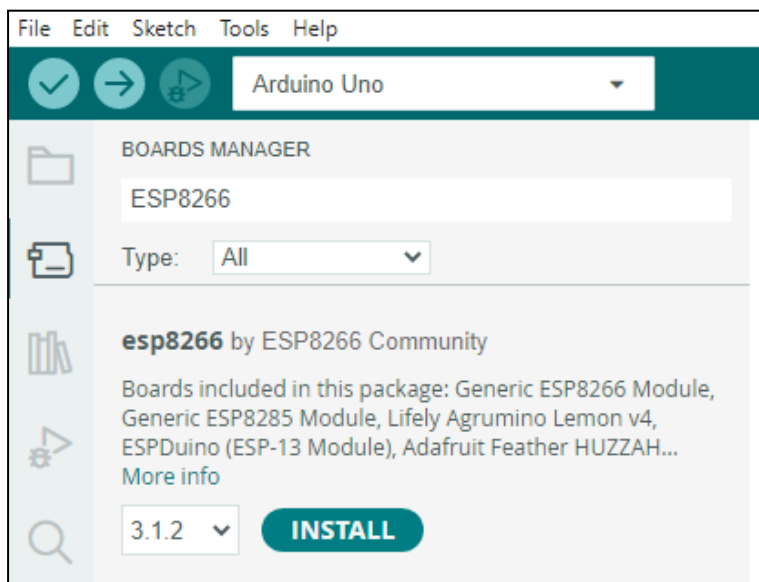 File Edit Sketch Tools Help
Arduino Uno
BOARDS MANAGER
ESP8266
Type: All
esp8266 by ESP8266 Community
Boards included in this package: Generic ESP8266 Module,
Generic ESP8285 Module, Lifely Agrumino Lemon v4,
ESPDuino (ESP-13 Module), Adafruit Feather HUZZAH...
More info
3.1.2 INSTALL